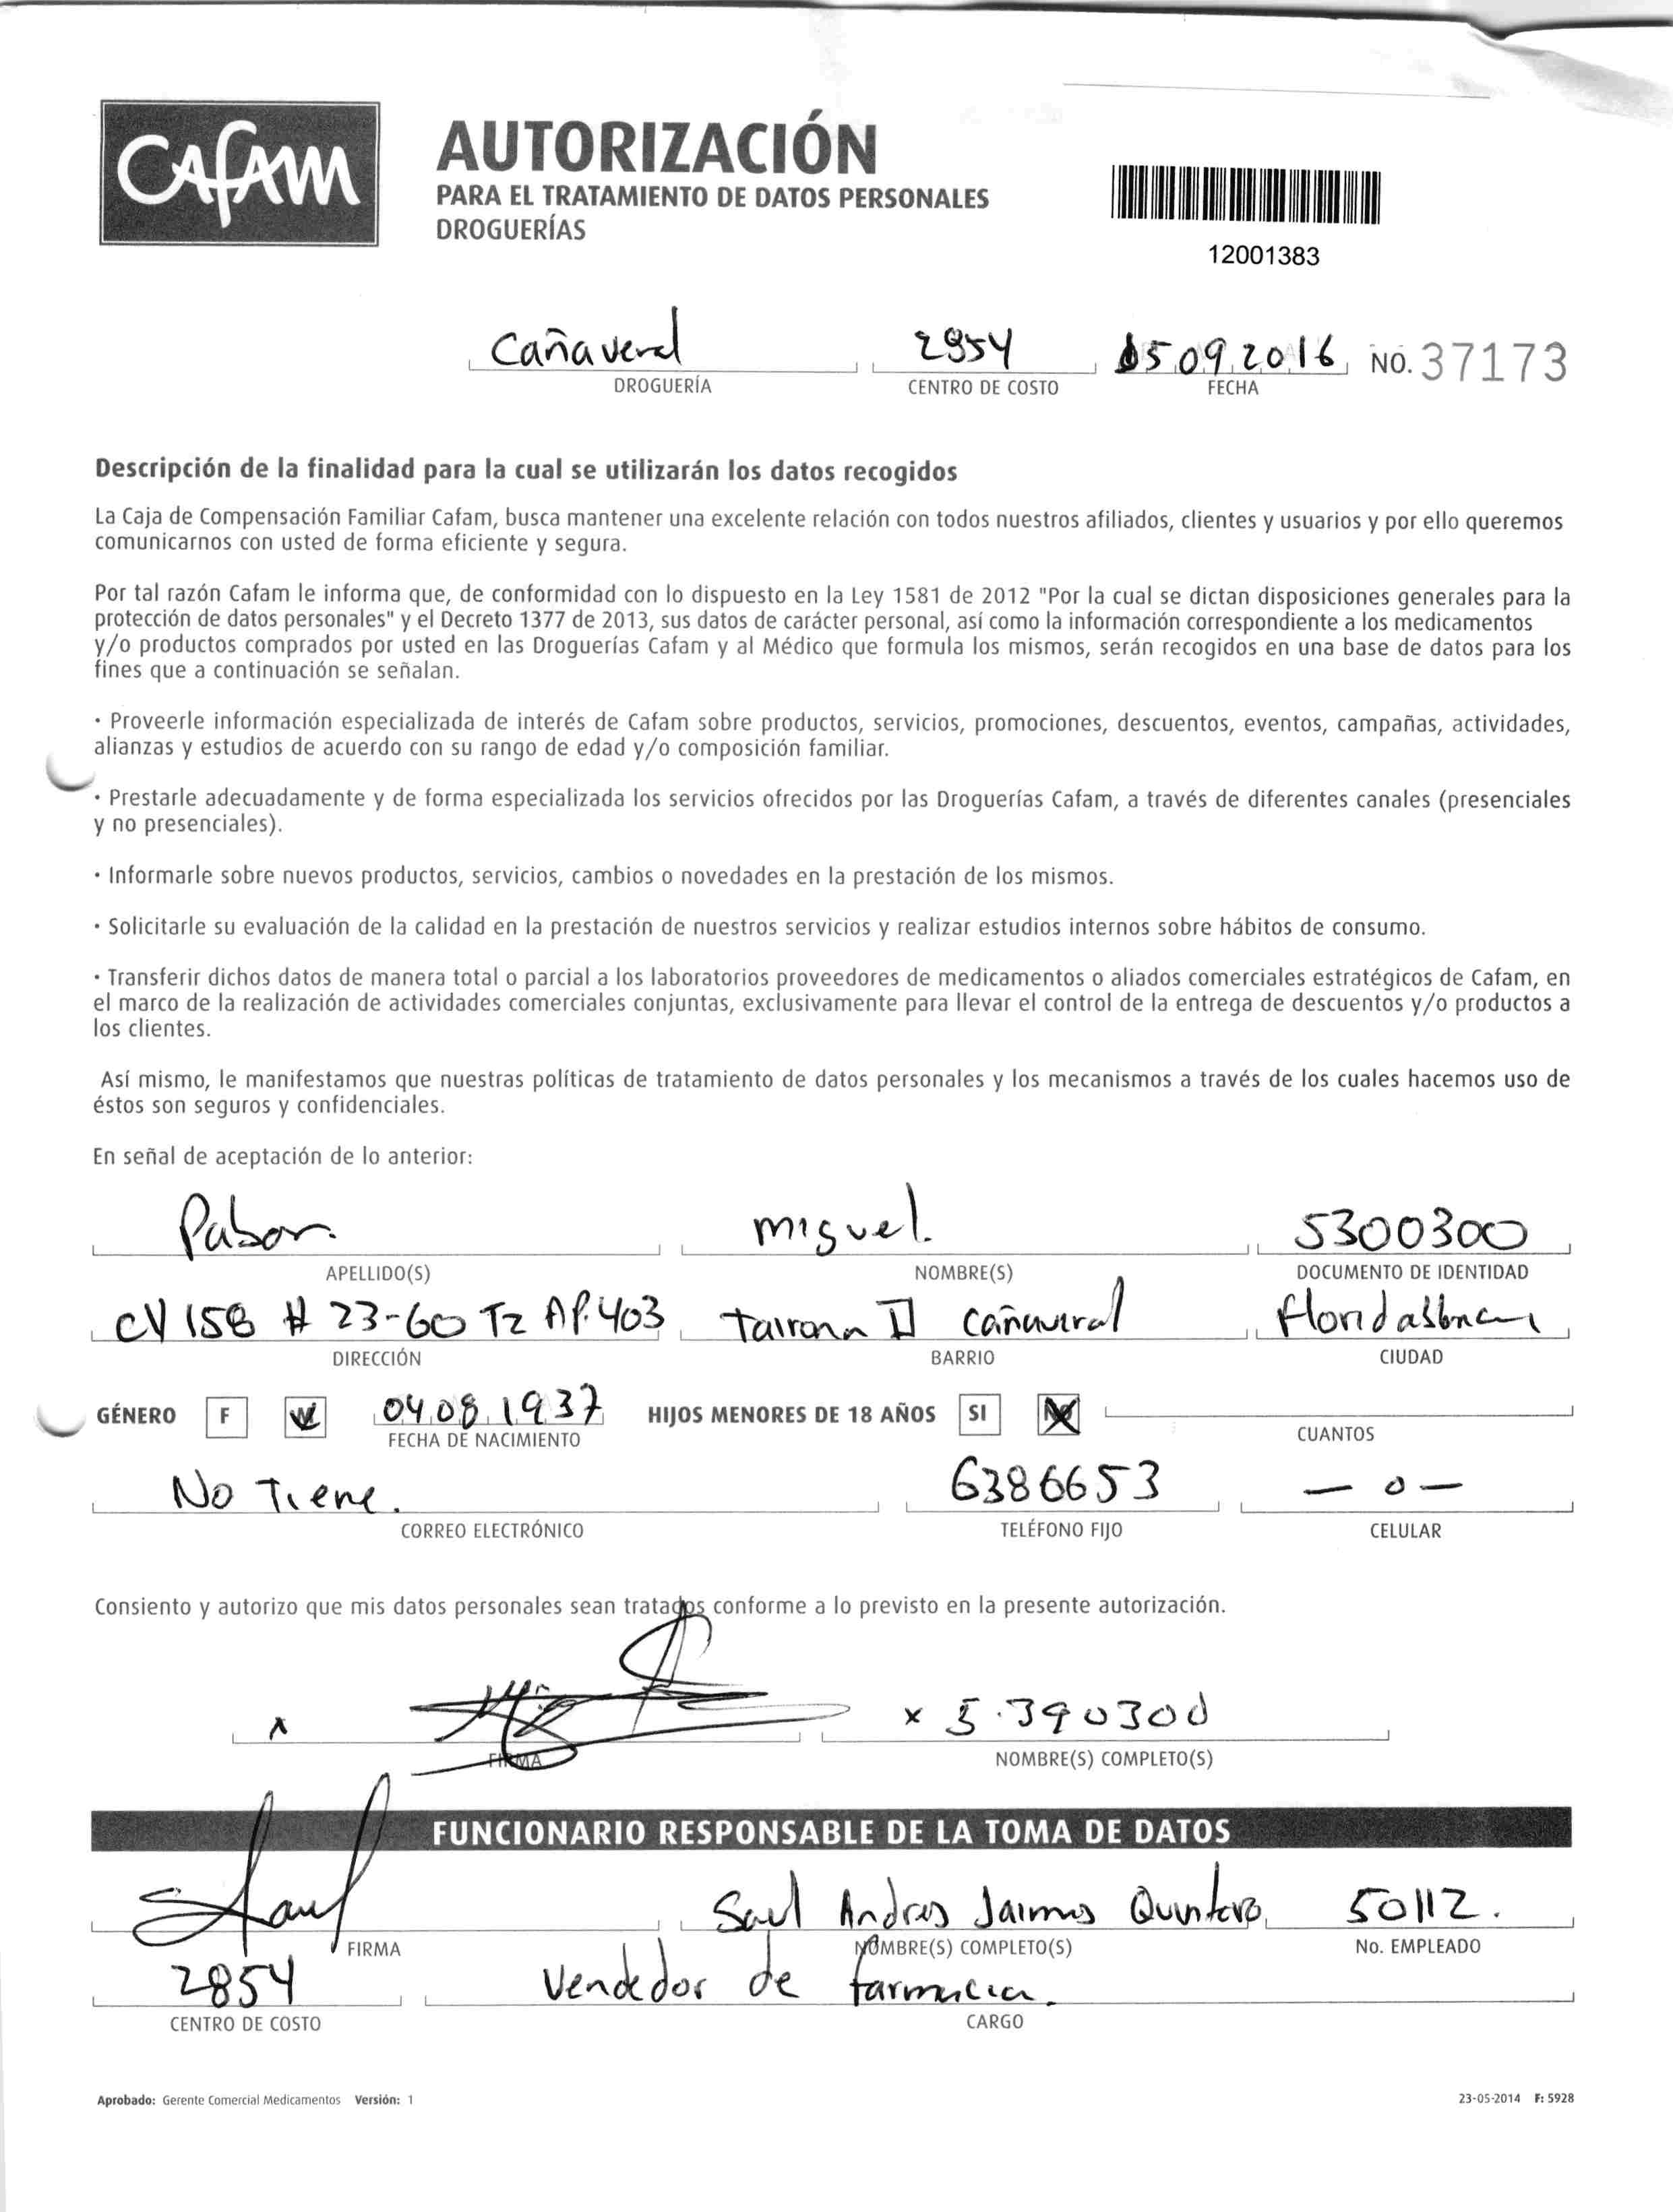 CAFAM
AUTORIZACIÓN
PARA EL TRATAMIENTO DE DATOS PERSONALES
DROGUERÍAS
12001383
Cañaveral 2854 15 09 2016 NO. 37173
DROGUERÍA CENTRO DE COSTO FECHA
Descripción de la finalidad para la cual se utilizarán los datos recogidos
La Caja de Compensación Familiar Cafam, busca mantener una excelente relación con todos nuestros afiliados, clientes y usuarios y por ello queremos
comunicarnos con usted de forma eficiente y segura.
Por tal razón Cafam le informa que, de conformidad con lo dispuesto en la Ley 1581 de 2012 "Por la cual se dictan disposiciones generales para la
protección de datos personales" y el Decreto 1377 de 2013, sus datos de carácter personal, así como la información correspondiente a los medicamentos
y/o productos comprados por usted en las Droguerías Cafam y al Médico que formula los mismos, serán recogidos en una base de datos para los
fines que a continuación se señalan.
· Proveerle información especializada de interés de Cafam sobre productos, servicios, promociones, descuentos, eventos, campañas, actividades,
alianzas y estudios de acuerdo con su rango de edad y/o composición familiar.
· Prestarle adecuadamente y de forma especializada los servicios ofrecidos por las Droguerías Cafam, a través de diferentes canales (presenciales
y no presenciales).
· Informarle sobre nuevos productos, servicios, cambios o novedades en la prestación de los mismos.
· Solicitarle su evaluación de la calidad en la prestación de nuestros servicios y realizar estudios internos sobre hábitos de consumo.
· Transferir dichos datos de manera total o parcial a los laboratorios proveedores de medicamentos o aliados comerciales estratégicos de Cafam, en
el marco de la realización de actividades comerciales conjuntas, exclusivamente para llevar el control de la entrega de descuentos y/o productos a
los clientes.
Así mismo, le manifestamos que nuestras políticas de tratamiento de datos personales y los mecanismos a través de los cuales hacemos uso de
éstos son seguros y confidenciales.
En señal de aceptación de lo anterior:
Pabon miguel. 5300300
APELLIDO(S) NOMBRE(S) DOCUMENTO DE IDENTIDAD
# 23-60 T2 AP. 403 Tairona II Cañaveral Floridablanca
DIRECCIÓN BARRIO CIUDAD
GÉNERO F M 04 08 1937 HIJOS MENORES DE 18 AÑOS SI NO
FECHA DE NACIMIENTO CUANTOS
No Tiene. 6386653 — 0 —
CORREO ELECTRÓNICO TELÉFONO FIJO CELULAR
Consiento y autorizo que mis datos personales sean tratados conforme a lo previsto en la presente autorización.
x x 5.390300
FIRMA NOMBRE(S) COMPLETO(S)
FUNCIONARIO RESPONSABLE DE LA TOMA DE DATOS
Saul Andres Jaimes Quintero 50112.
FIRMA NOMBRE(S) COMPLETO(S) No. EMPLEADO
2854 Vendedor de farmacia.
CENTRO DE COSTO CARGO
Aprobado: Gerente Comercial Medicamentos Versión: 1 23-05-2014 F: 5928